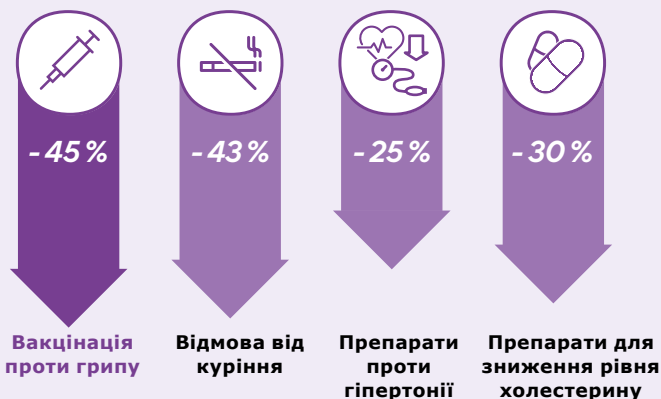 - 45 %
- 43 %
- 25 %
- 30 %
Вакцінація
проти грипу
Відмова від
куріння
Препарати
проти
гіпертонії
Препарати для
зниження рівня
холестерину